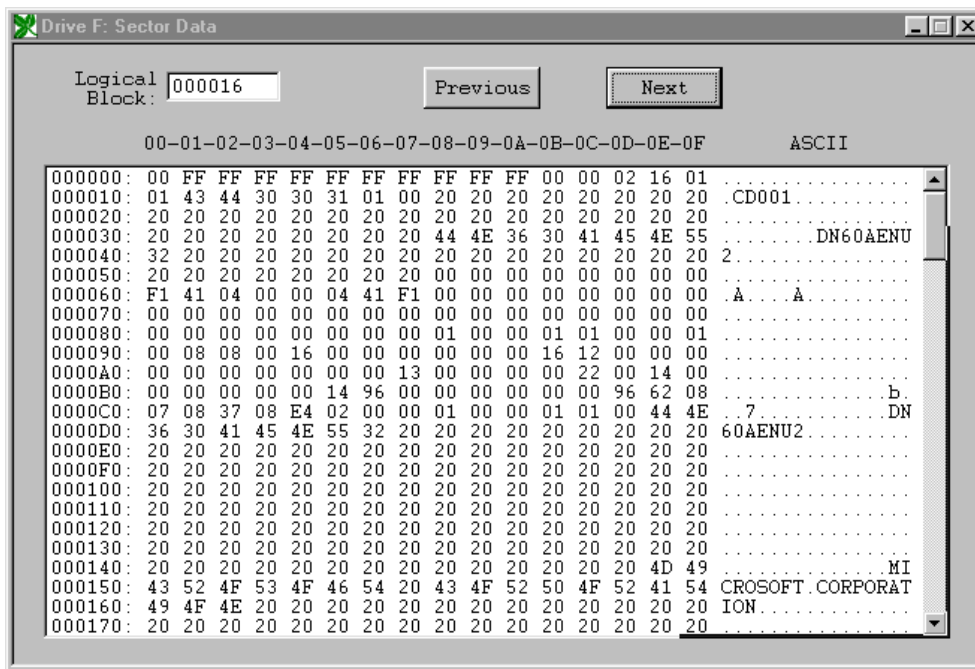 Drive F: Sector Data
Logical Block: 000016 Previous Next
00-01-02-03-04-05-06-07-08-09-0A-0B-0C-0D-0E-0F ASCII
000000: 00 FF FF FF FF FF FF FF FF FF FF 00 00 02 16 01 ................
000010: 01 43 44 30 30 31 01 00 20 20 20 20 20 20 20 20 .CD001..........
000020: 20 20 20 20 20 20 20 20 20 20 20 20 20 20 20 20 ................
000030: 20 20 20 20 20 20 20 20 44 4E 36 30 41 45 4E 55 ........DN60AENU
000040: 32 20 20 20 20 20 20 20 20 20 20 20 20 20 20 20 2...............
000050: 20 20 20 20 20 20 20 20 00 00 00 00 00 00 00 00 ................
000060: F1 41 04 00 00 04 41 F1 00 00 00 00 00 00 00 00 .A....A.........
000070: 00 00 00 00 00 00 00 00 00 00 00 00 00 00 00 00 ................
000080: 00 00 00 00 00 00 00 00 01 00 00 01 01 00 00 01 ................
000090: 00 08 08 00 16 00 00 00 00 00 00 16 12 00 00 00 ................
0000A0: 00 00 00 00 00 00 00 13 00 00 00 00 22 00 14 00 ................
0000B0: 00 00 00 00 00 14 96 00 00 00 00 00 00 96 62 08 ..............b.
0000C0: 07 08 37 08 E4 02 00 00 01 00 00 01 01 00 44 4E ..7...........DN
0000D0: 36 30 41 45 4E 55 32 20 20 20 20 20 20 20 20 20 60AENU2.........
0000E0: 20 20 20 20 20 20 20 20 20 20 20 20 20 20 20 20 ................
0000F0: 20 20 20 20 20 20 20 20 20 20 20 20 20 20 20 20 ................
000100: 20 20 20 20 20 20 20 20 20 20 20 20 20 20 20 20 ................
000110: 20 20 20 20 20 20 20 20 20 20 20 20 20 20 20 20 ................
000120: 20 20 20 20 20 20 20 20 20 20 20 20 20 20 20 20 ................
000130: 20 20 20 20 20 20 20 20 20 20 20 20 20 20 20 20 ................
000140: 20 20 20 20 20 20 20 20 20 20 20 20 20 20 4D 49 ..............MI
000150: 43 52 4F 53 4F 46 54 20 43 4F 52 50 4F 52 41 54 CROSOFT.CORPORAT
000160: 49 4F 4E 20 20 20 20 20 20 20 20 20 20 20 20 20 ION.............
000170: 20 20 20 20 20 20 20 20 20 20 20 20 20 20 20 20 ................